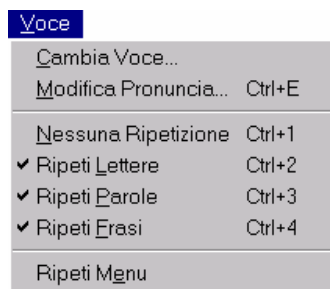 Voce
Cambia Voce...
Modifica Pronuncia... Ctrl+E
Nessuna Ripetizione Ctrl+1
Ripeti Lettere Ctrl+2
Ripeti Parole Ctrl+3
Ripeti Frasi Ctrl+4
Ripeti Menu